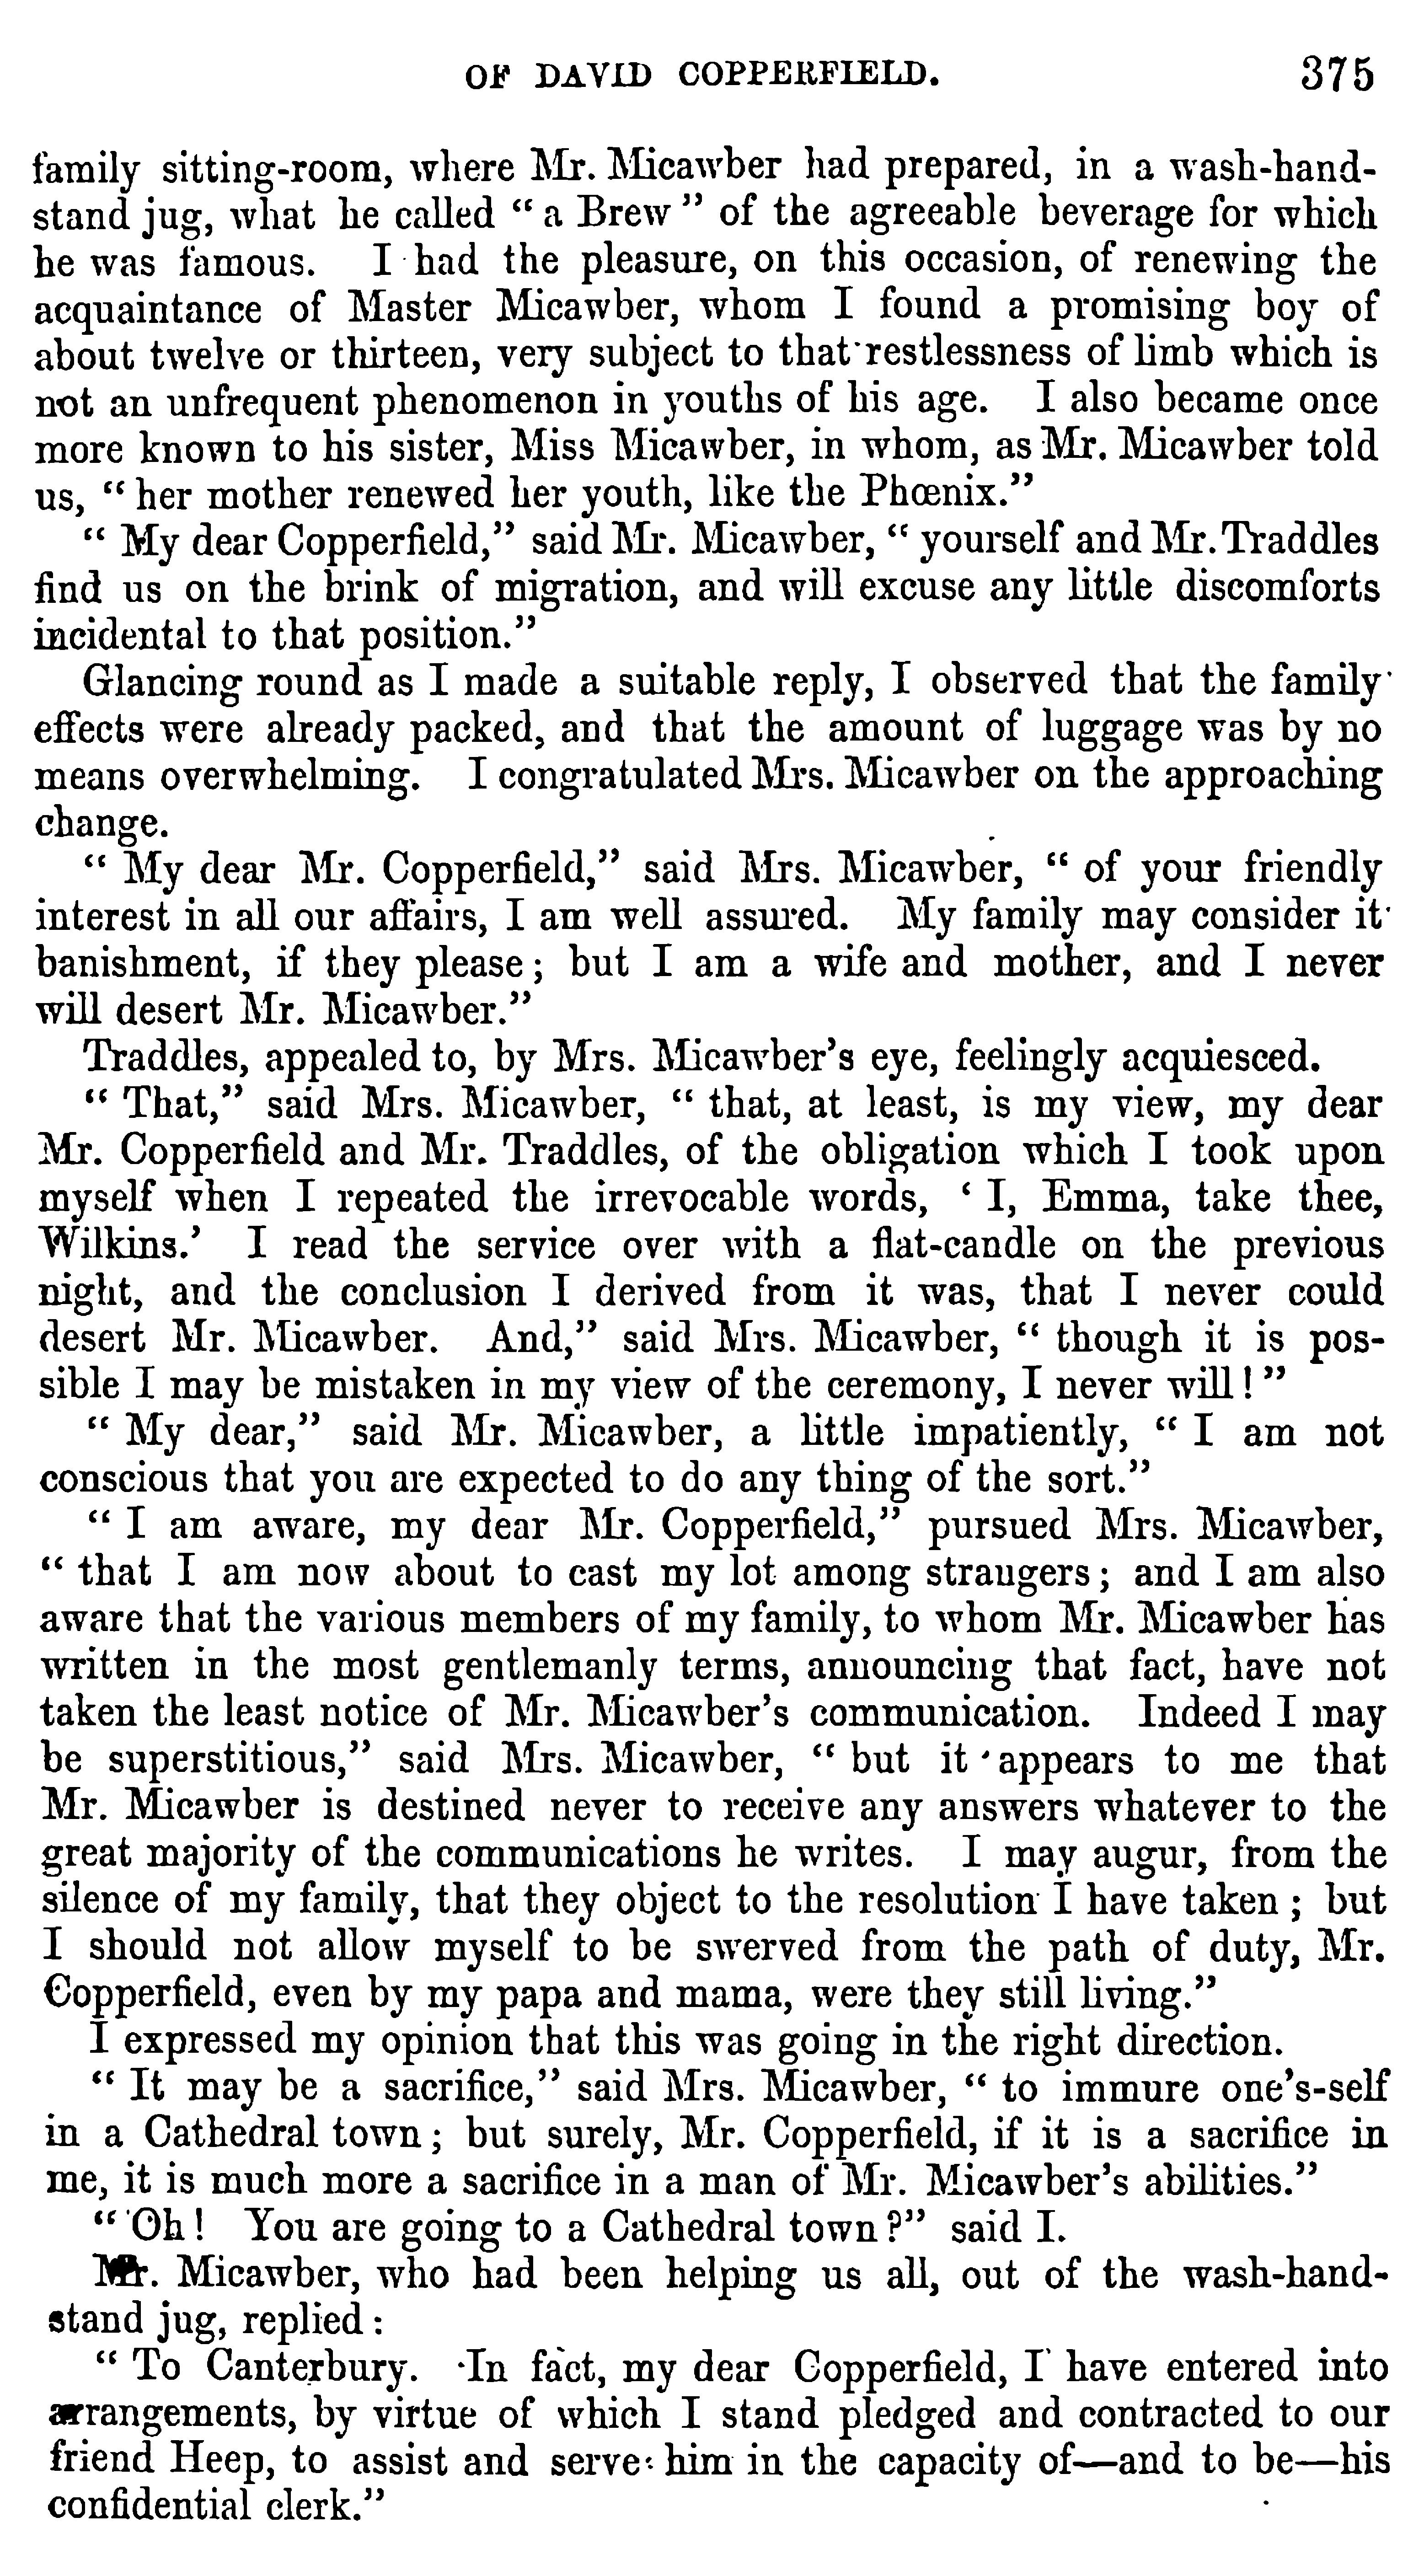 OF DAVID COPPERFIELD. 375
family sitting-room, where Mr. Micawber had prepared, in a wash-hand-
stand jug, what he called “ a Brew ” of the agreeable beverage for which
he was famous. I had the pleasure, on this occasion, of renewing the
acquaintance of Master Micawber, whom I found a promising boy of
about twelve or thirteen, very subject to that restlessness of limb which is
not an unfrequent phenomenon in youths of his age. I also became once
more known to his sister, Miss Micawber, in whom, as Mr. Micawber told
us, “ her mother renewed her youth, like the Phœnix.”
“ My dear Copperfield,” said Mr. Micawber, “ yourself and Mr. Traddles
find us on the brink of migration, and will excuse any little discomforts
incidental to that position.”
Glancing round as I made a suitable reply, I observed that the family
effects were already packed, and that the amount of luggage was by no
means overwhelming. I congratulated Mrs. Micawber on the approaching
change.
“ My dear Mr. Copperfield,” said Mrs. Micawber, “ of your friendly
interest in all our affairs, I am well assured. My family may consider it
banishment, if they please ; but I am a wife and mother, and I never
will desert Mr. Micawber.”
Traddles, appealed to, by Mrs. Micawber’s eye, feelingly acquiesced.
“ That,” said Mrs. Micawber, “ that, at least, is my view, my dear
Mr. Copperfield and Mr. Traddles, of the obligation which I took upon
myself when I repeated the irrevocable words, ‘ I, Emma, take thee,
Wilkins.’ I read the service over with a flat-candle on the previous
night, and the conclusion I derived from it was, that I never could
desert Mr. Micawber. And,” said Mrs. Micawber, “ though it is pos-
sible I may be mistaken in my view of the ceremony, I never will ! ”
“ My dear,” said Mr. Micawber, a little impatiently, “ I am not
conscious that you are expected to do any thing of the sort.”
“ I am aware, my dear Mr. Copperfield,” pursued Mrs. Micawber,
“ that I am now about to cast my lot among straugers ; and I am also
aware that the various members of my family, to whom Mr. Micawber has
written in the most gentlemanly terms, announcing that fact, have not
taken the least notice of Mr. Micawber’s communication. Indeed I may
be superstitious,” said Mrs. Micawber, “ but it appears to me that
Mr. Micawber is destined never to receive any answers whatever to the
great majority of the communications he writes. I may augur, from the
silence of my family, that they object to the resolution I have taken ; but
I should not allow myself to be swerved from the path of duty, Mr.
Copperfield, even by my papa and mama, were they still living.”
I expressed my opinion that this was going in the right direction.
“ It may be a sacrifice,” said Mrs. Micawber, “ to immure one’s-self
in a Cathedral town ; but surely, Mr. Copperfield, if it is a sacrifice in
me, it is much more a sacrifice in a man of Mr. Micawber’s abilities.”
“ Oh ! You are going to a Cathedral town ?” said I.
Mr. Micawber, who had been helping us all, out of the wash-hand-
stand jug, replied :
“ To Canterbury. In fact, my dear Copperfield, I have entered into
arrangements, by virtue of which I stand pledged and contracted to our
friend Heep, to assist and serve him in the capacity of—and to be—his
confidential clerk.”